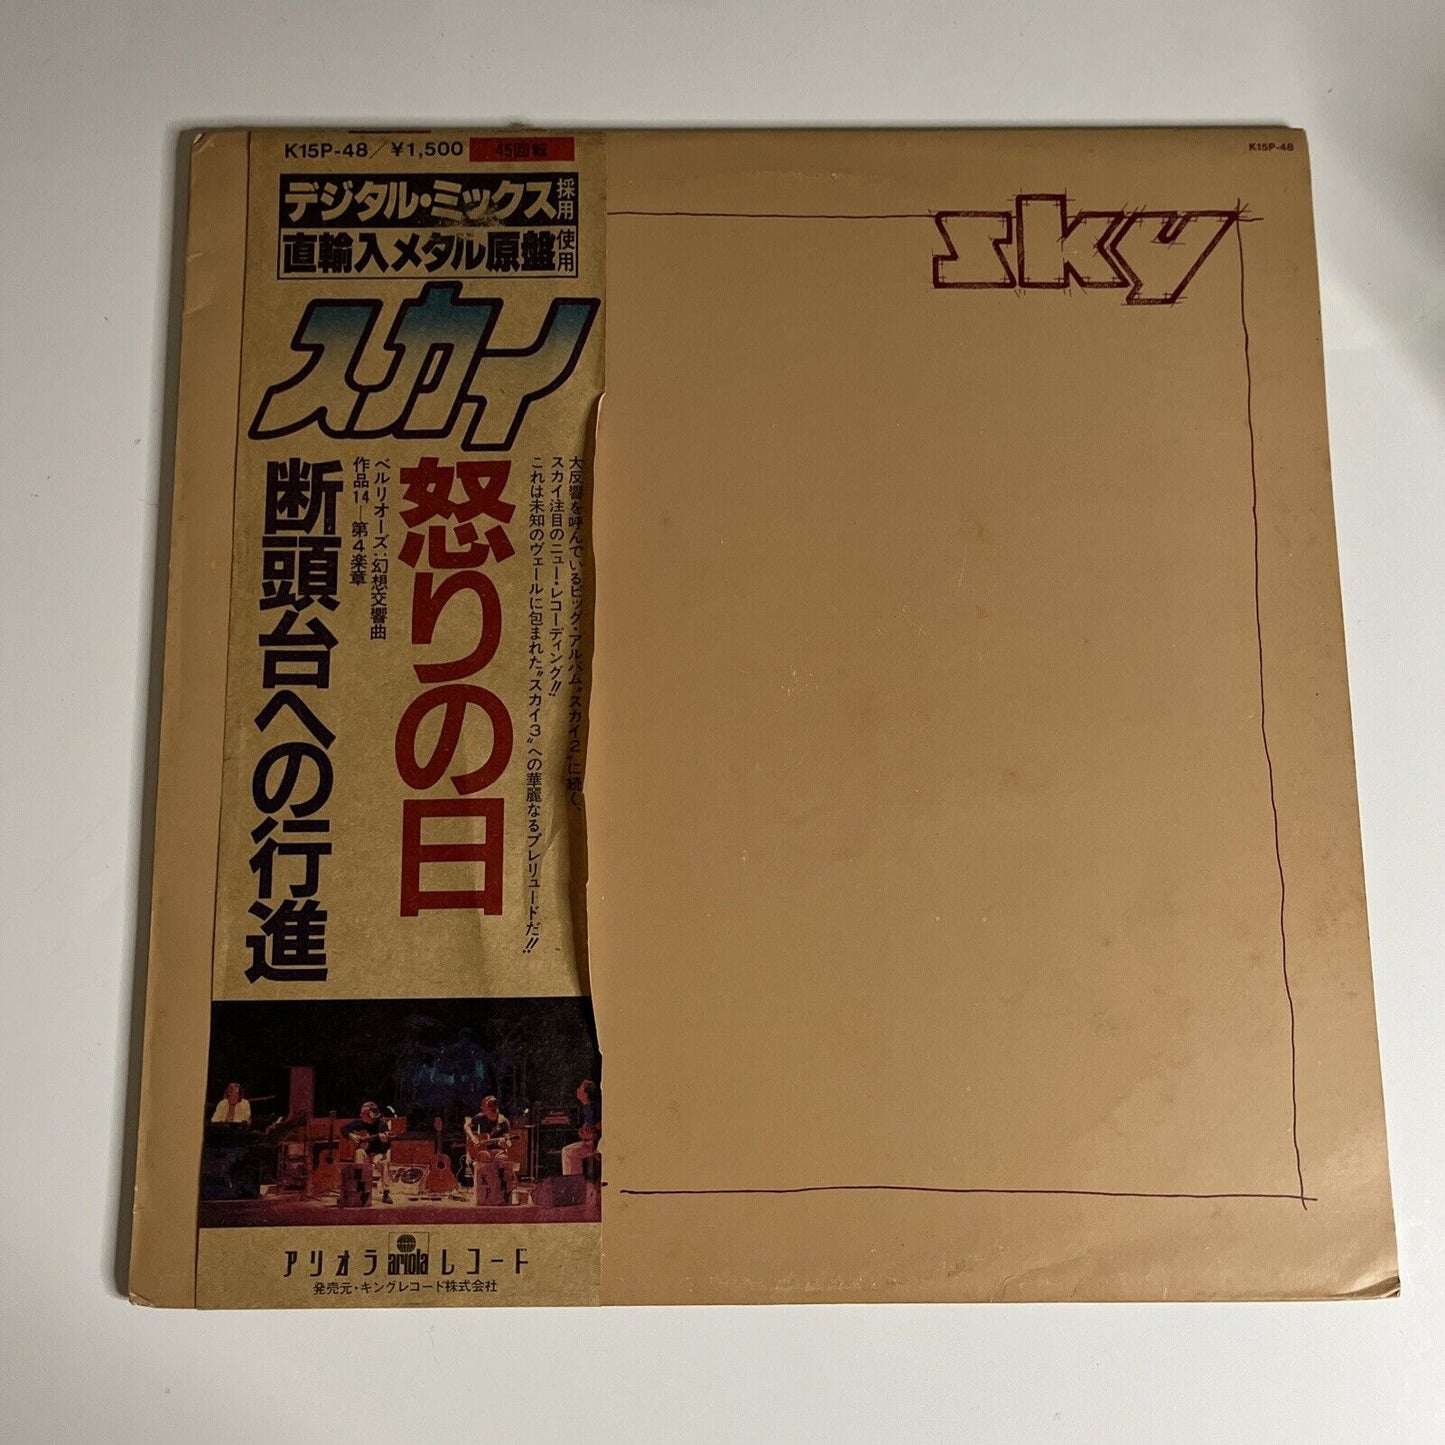 K15P-48/¥1,500 45回転
デジタル・ミックス採用
直輸入メタル原盤使用
スカイ
大反響を呼んでいるビッグ・アルバム“スカイ2”に続く、
スカイ注目のニュー・レコーディング!!
これは未知のヴェールに包まれた“スカイ3”への華麗なるプレリュードだ!!
怒りの日
ベルリオーズ:幻想交響曲
作品14—第4楽章
断頭台への行進
アリオラ ariola レコード
発売元・キングレコード株式会社
K15P-48
sky